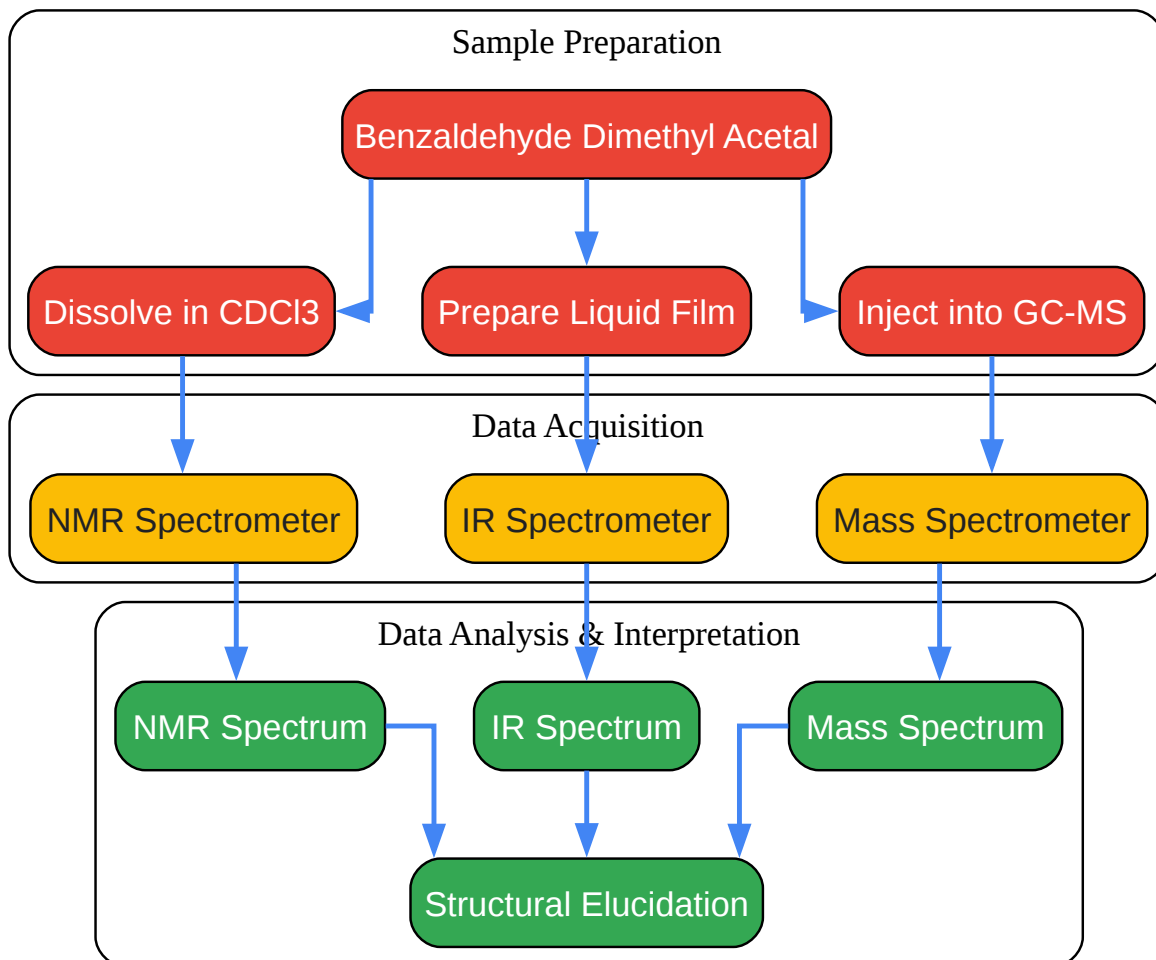 Sample Preparation
Benzaldehyde Dimethyl Acetal
Dissolve in CDCl3
Prepare Liquid Film
Inject into GC-MS
Data Acquisition
NMR Spectrometer
IR Spectrometer
Mass Spectrometer
Data Analysis & Interpretation
NMR Spectrum
IR Spectrum
Mass Spectrum
Structural Elucidation